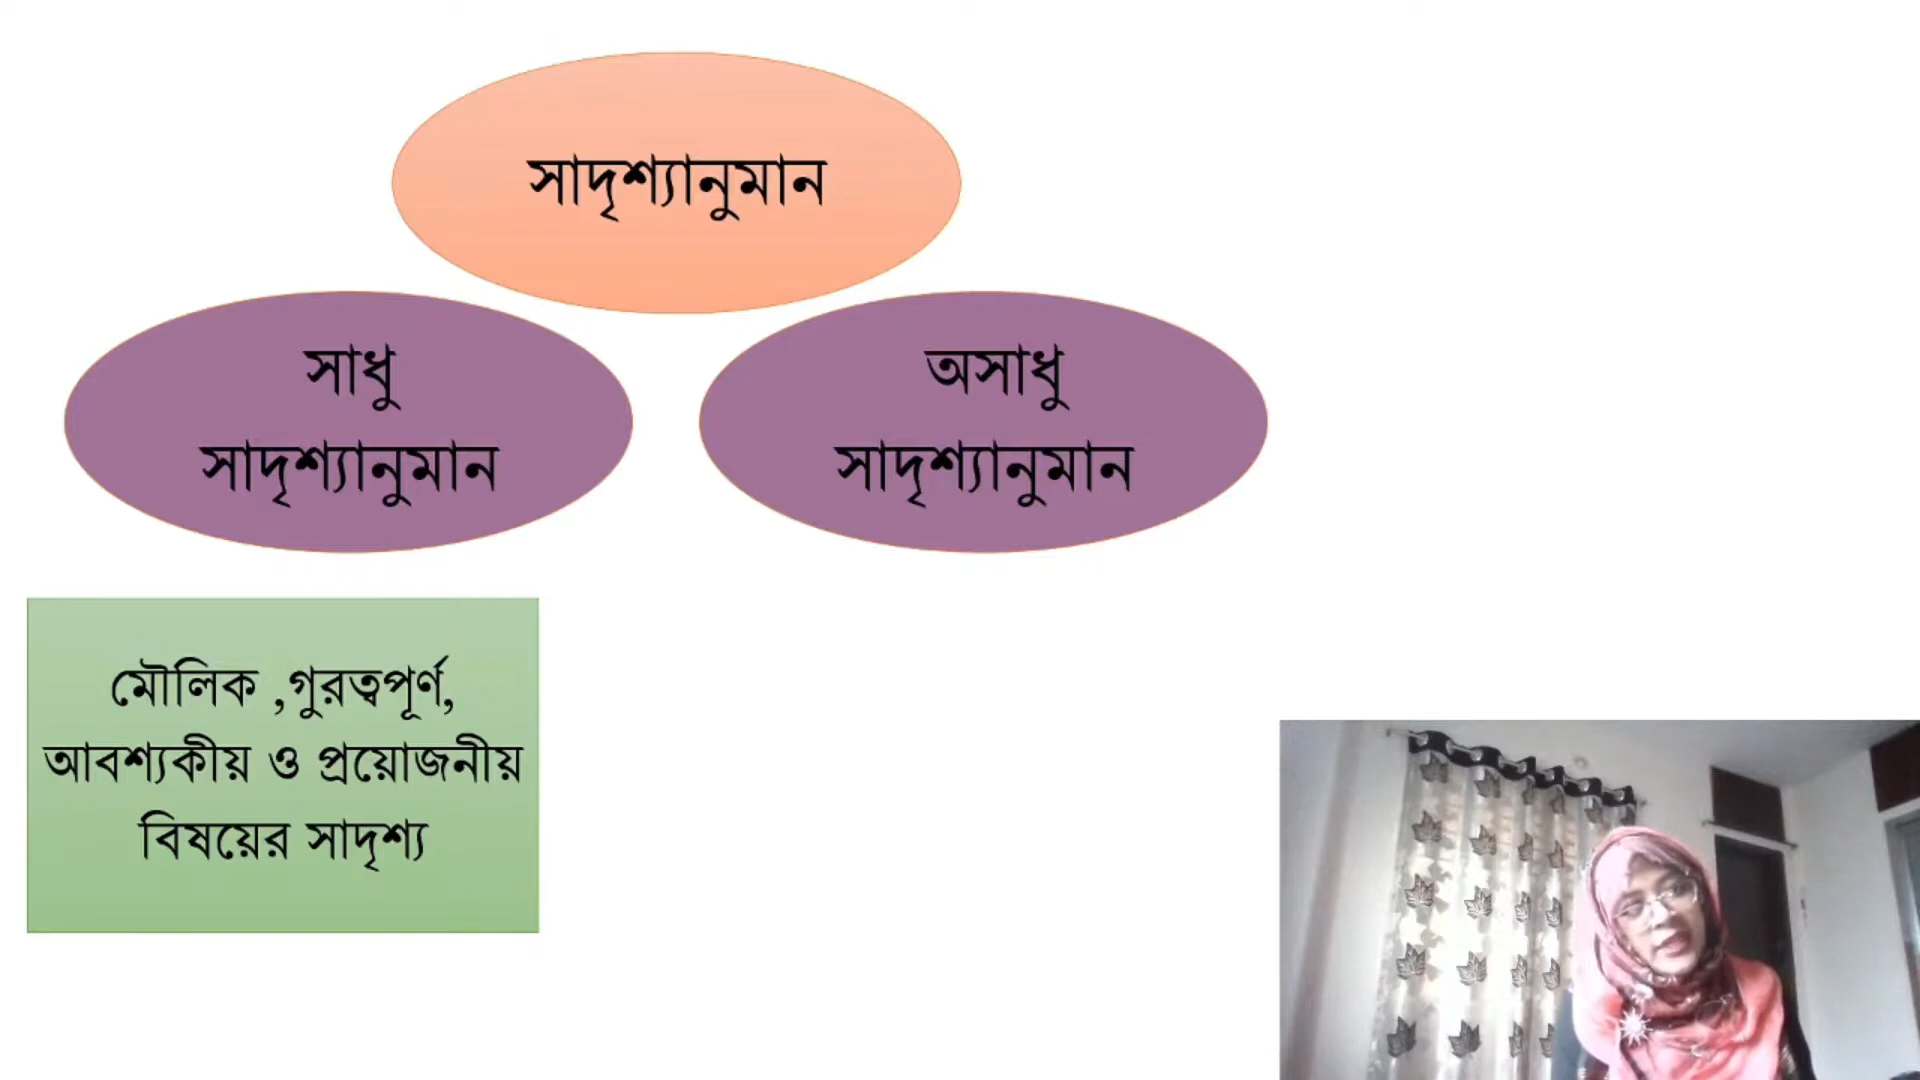 সাদৃশ্যানুমান
সাধু
সাদৃশ্যানুমান
অসাধু
সাদৃশ্যানুমান
মৌলিক ,গুরত্বপূর্ণ,
আবশ্যকীয় ও প্রয়োজনীয়
বিষয়ের সাদৃশ্য